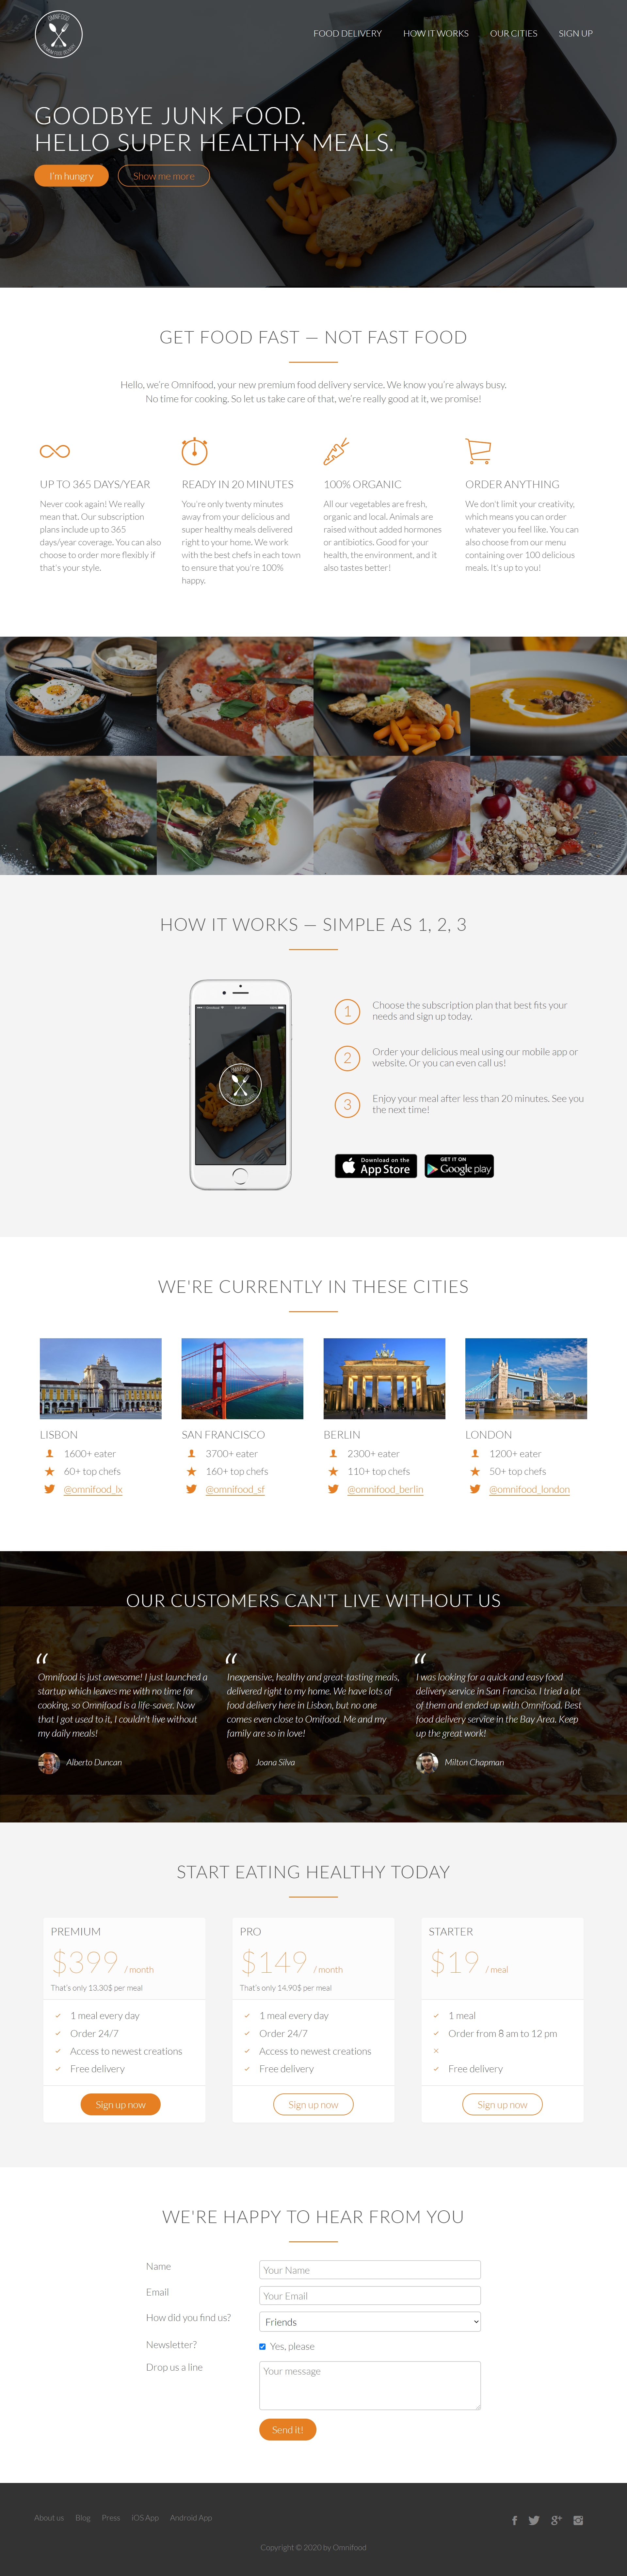 OMNIFOOD
FOOD DELIVERY
HOW IT WORKS
OUR CITIES
SIGN UP
GOODBYE JUNK FOOD.
HELLO SUPER HEALTHY MEALS.
I'm hungry
Show me more
GET FOOD FAST — NOT FAST FOOD
Hello, we're Omnifood, your new premium food delivery service. We know you're always busy.
No time for cooking. So let us take care of that, we're really good at it, we promise!
UP TO 365 DAYS/YEAR
Never cook again! We really
mean that. Our subscription
plans include up to 365
days/year coverage. You can also
choose to order more flexibly if
that's your style.
READY IN 20 MINUTES
You're only twenty minutes
away from your delicious and
super healthy meals delivered
right to your home. We work
with the best chefs in each town
to ensure that you're 100%
happy.
100% ORGANIC
All our vegetables are fresh,
organic and local. Animals are
raised without added hormones
or antibiotics. Good for your
health, the environment, and it
also tastes better!
ORDER ANYTHING
We don't limit your creativity,
which means you can order
whatever you feel like. You can
also choose from our menu
containing over 100 delicious
meals. It's up to you!
HOW IT WORKS — SIMPLE AS 1, 2, 3
OMNIFOOD
1
Choose the subscription plan that best fits your
needs and sign up today.
2
Order your delicious meal using our mobile app or
website. Or you can even call us!
3
Enjoy your meal after less than 20 minutes. See you
the next time!
Download on the
App Store
GET IT ON
Google play
WE'RE CURRENTLY IN THESE CITIES
LISBON
1600+ eater
60+ top chefs
@omnifood_lx
SAN FRANCISCO
3700+ eater
160+ top chefs
@omnifood_sf
BERLIN
2300+ eater
110+ top chefs
@omnifood_berlin
LONDON
1200+ eater
50+ top chefs
@omnifood_london
OUR CUSTOMERS CAN'T LIVE WITHOUT US
“
Omnifood is just awesome! I just launched a
startup which leaves me with no time for
cooking, so Omnifood is a life-saver. Now
that I got used to it, I couldn't live without
my daily meals!
Alberto Duncan
“
Inexpensive, healthy and great-tasting meals,
delivered right to my home. We have lots of
food delivery here in Lisbon, but no one
comes even close to Omifood. Me and my
family are so in love!
Joana Silva
“
I was looking for a quick and easy food
delivery service in San Franciso. I tried a lot
of them and ended up with Omnifood. Best
food delivery service in the Bay Area. Keep
up the great work!
Milton Chapman
START EATING HEALTHY TODAY
PREMIUM
$399 / month
That's only 13.30$ per meal
1 meal every day
Order 24/7
Access to newest creations
Free delivery
Sign up now
PRO
$149 / month
That's only 14.90$ per meal
1 meal every day
Order 24/7
Access to newest creations
Free delivery
Sign up now
STARTER
$19 / meal
1 meal
Order from 8 am to 12 pm
Free delivery
Sign up now
WE'RE HAPPY TO HEAR FROM YOU
Name
Your Name
Email
Your Email
How did you find us?
Friends
Newsletter?
Yes, please
Drop us a line
Your message
Send it!
About us
Blog
Press
iOS App
Android App
Copyright © 2020 by Omnifood